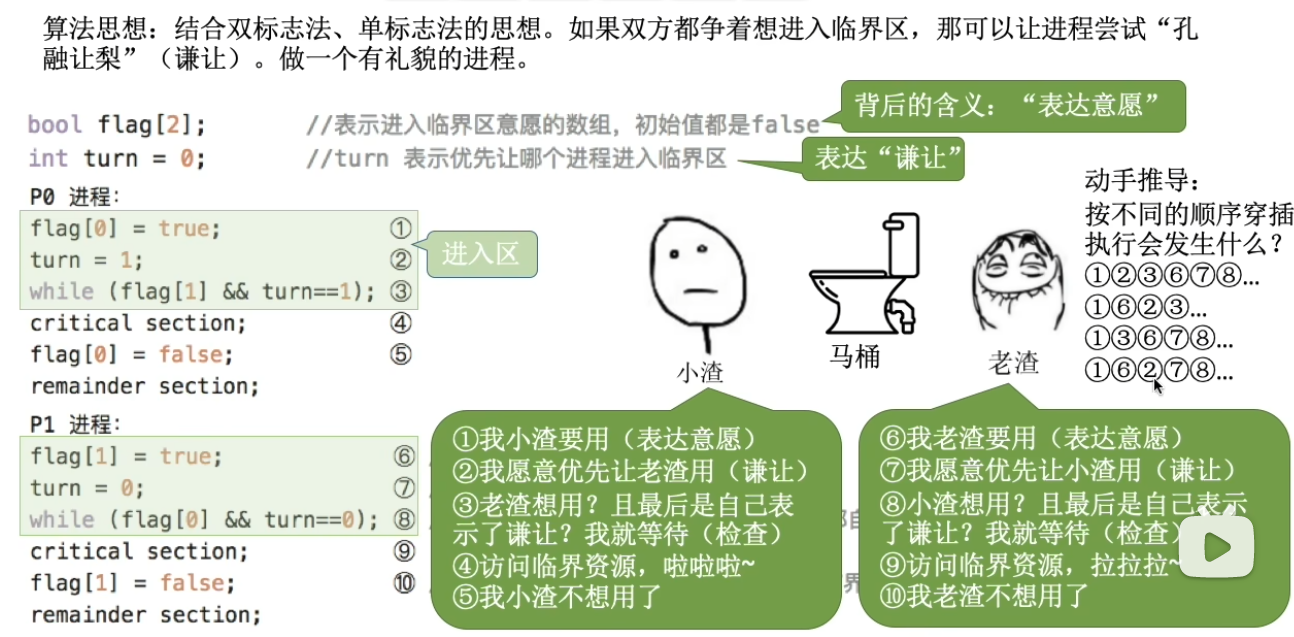 算法思想：结合双标志法、单标志法的思想。如果双方都争着想进入临界区，那可以让进程尝试“孔
融让梨”（谦让）。做一个有礼貌的进程。
背后的含义：“表达意愿”
bool flag[2]; //表示进入临界区意愿的数组，初始值都是false
int turn = 0; //turn 表示优先让哪个进程进入临界区
表达“谦让”
P0 进程：
flag[0] = true; ①
turn = 1; ②
while (flag[1] && turn==1); ③
critical section; ④
flag[0] = false; ⑤
remainder section;
进入区
P1 进程：
flag[1] = true; ⑥
turn = 0; ⑦
while (flag[0] && turn==0); ⑧
critical section; ⑨
flag[1] = false; ⑩
remainder section;
小渣
马桶
老渣
动手推导：
按不同的顺序穿插
执行会发生什么？
①②③⑥⑦⑧…
①⑥②③…
①③⑥⑦⑧…
①⑥②⑦⑧…
①我小渣要用（表达意愿）
②我愿意优先让老渣用（谦让）
③老渣想用？且最后是自己表
示了谦让？我就等待（检查）
④访问临界资源，啦啦啦~
⑤我小渣不想用了
⑥我老渣要用（表达意愿）
⑦我愿意优先让小渣用（谦让）
⑧小渣想用？且最后是自己表示
了谦让？我就等待（检查）
⑨访问临界资源，拉拉拉~
⑩我老渣不想用了